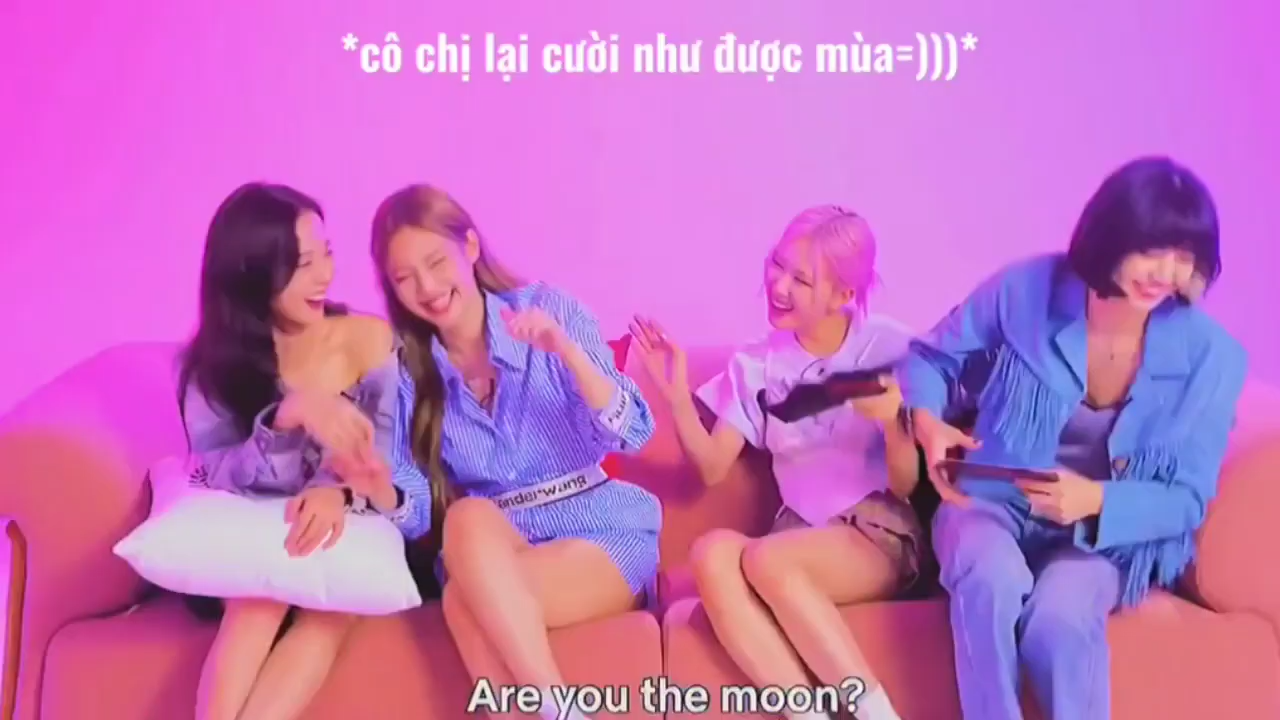 *cô chị lại cười như được mùa=)))*
Are you the moon?